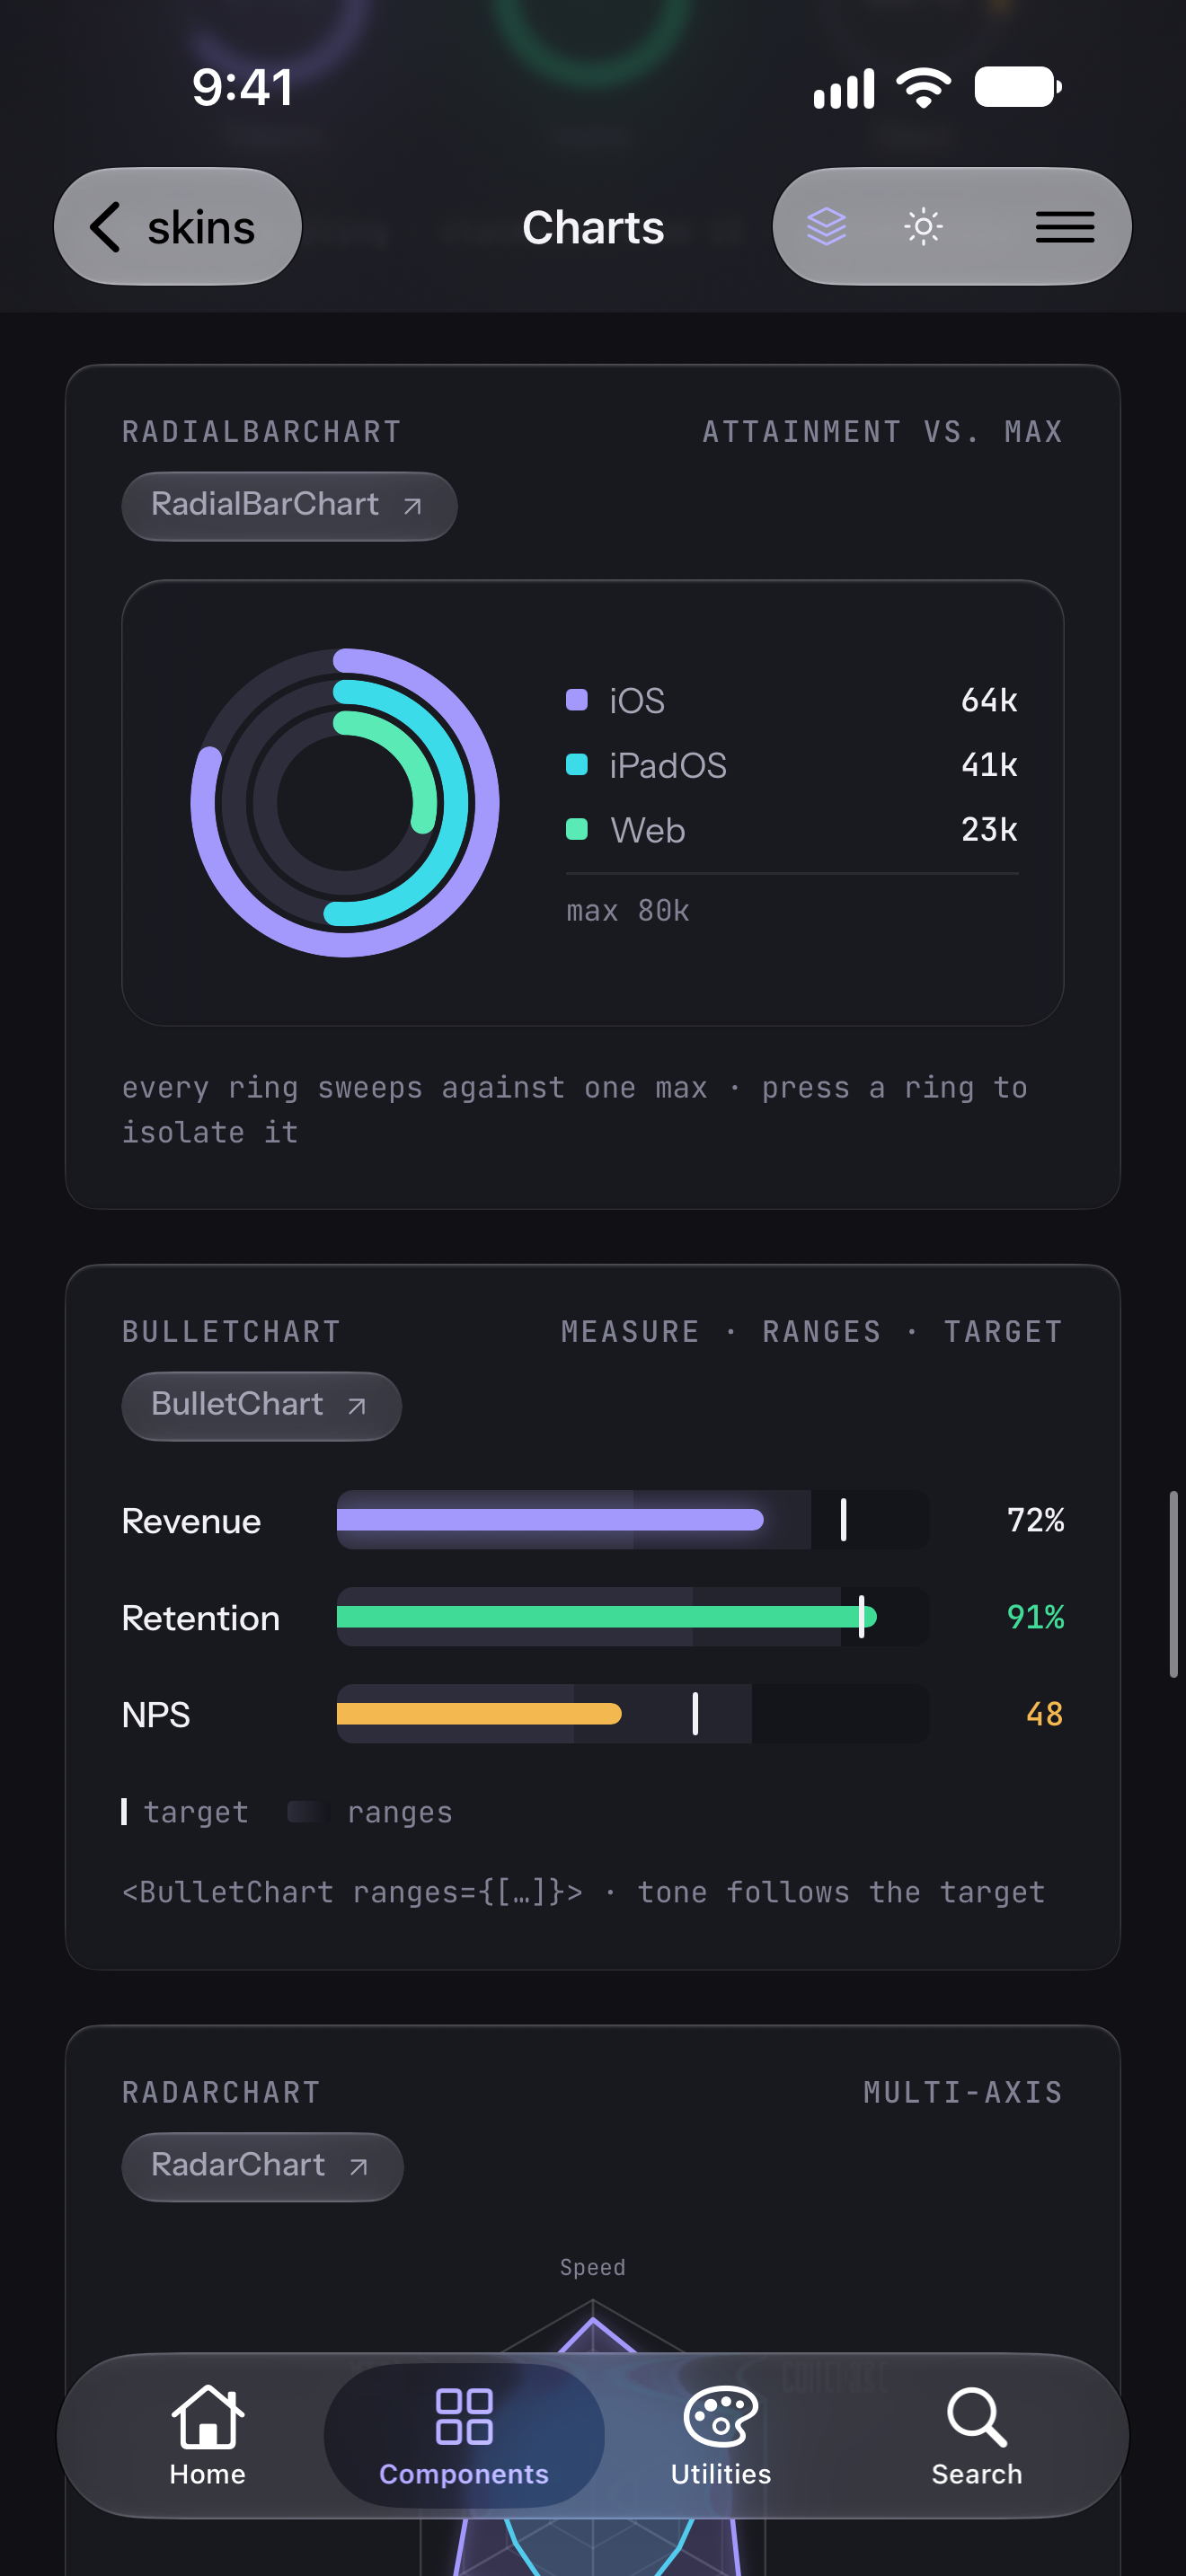 9:41
skins
Charts
RADIALBARCHART
ATTAINMENT VS. MAX
RadialBarChart
iOS 64k
iPadOS 41k
Web 23k
max 80k
every ring sweeps against one max · press a ring to
isolate it
BULLETCHART
MEASURE · RANGES · TARGET
BulletChart
Revenue 72%
Retention 91%
NPS 48
target ranges
<BulletChart ranges={[…]}> · tone follows the target
RADARCHART
MULTI-AXIS
RadarChart
Speed
Home
Components
Utilities
Search